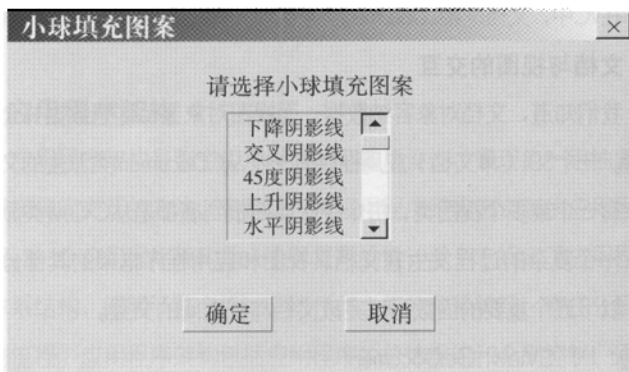 小球填充图案
请选择小球填充图案
下降阴影线
交叉阴影线
45度阴影线
上升阴影线
水平阴影线
确定
取消